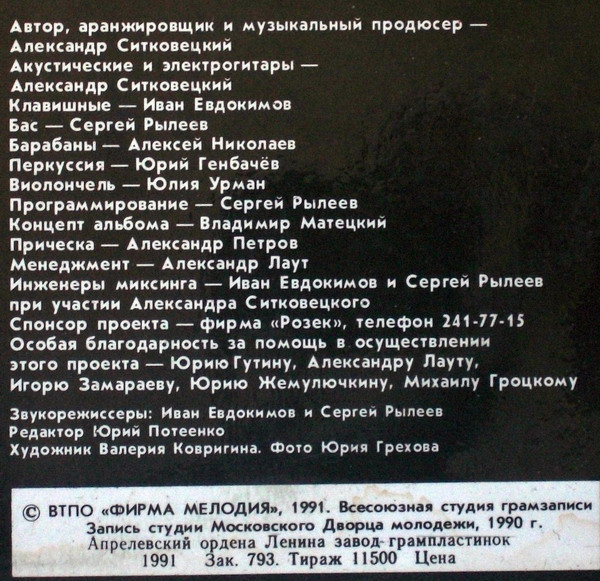 Автор, аранжировщик и музыкальный продюсер —
Александр Ситковецкий
Акустические и электрогитары —
Александр Ситковецкий
Клавишные — Иван Евдокимов
Бас — Сергей Рылеев
Барабаны — Алексей Николаев
Перкуссия — Юрий Генбачёв
Виолончель — Юлия Урман
Программирование — Сергей Рылеев
Концепт альбома — Владимир Матецкий
Прическа — Александр Петров
Менеджмент — Александр Лаут
Инженеры миксинга — Иван Евдокимов и Сергей Рылеев
при участии Александра Ситковецкого
Спонсор проекта — фирма «Розек», телефон 241-77-15
Особая благодарность за помощь в осуществлении
этого проекта — Юрию Гутину, Александру Лауту,
Игорю Замараеву, Юрию Жемулючкину, Михаилу Гроцкому
Звукорежиссеры: Иван Евдокимов и Сергей Рылеев
Редактор Юрий Потеенко
Художник Валерия Ковригина. Фото Юрия Грехова
© ВТПО «ФИРМА МЕЛОДИЯ», 1991. Всесоюзная студия грамзаписи
Запись студии Московского Дворца молодежи, 1990 г.
Апрелевский ордена Ленина завод грампластинок
1991 Зак. 793. Тираж 11500 Цена